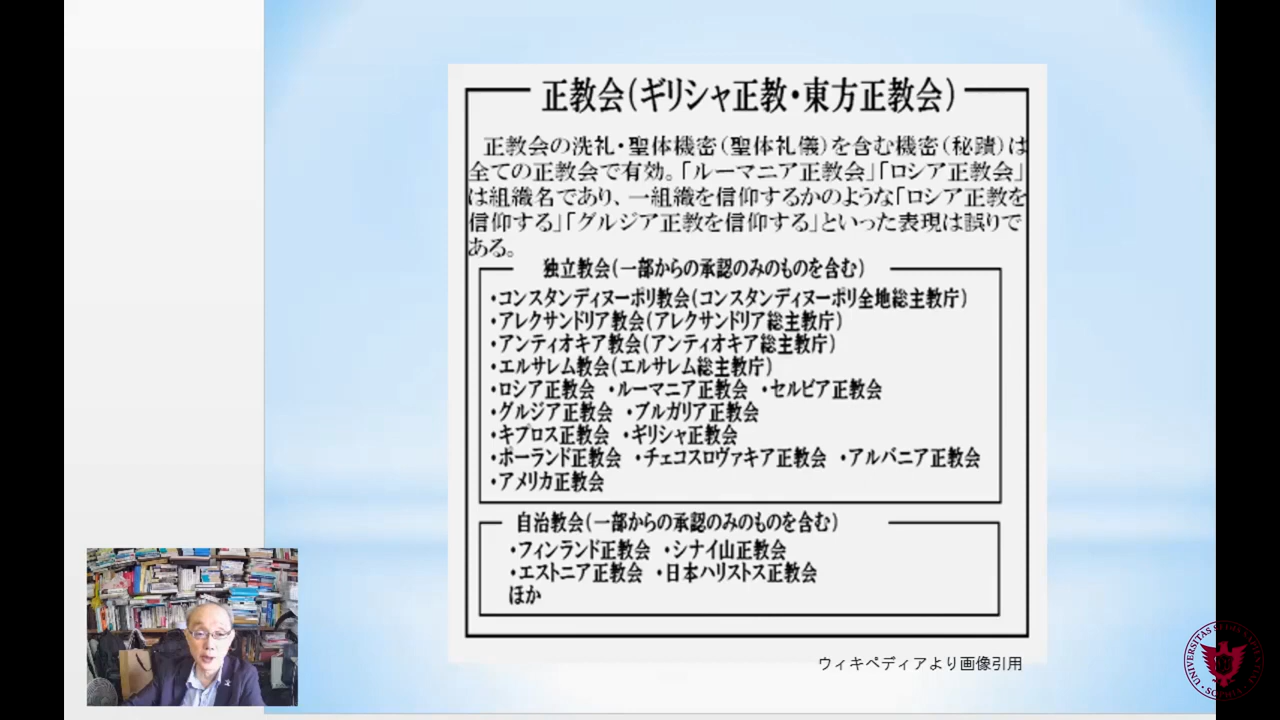 正教会(ギリシャ正教・東方正教会)
正教会の洗礼・聖体機密(聖体礼儀)を含む機密(秘蹟)は
全ての正教会で有効。「ルーマニア正教会」「ロシア正教会」
は組織名であり、一組織を信仰するかのような「ロシア正教を
信仰する」「グルジア正教を信仰する」といった表現は誤りで
ある。
独立教会(一部からの承認のみのものを含む)
・コンスタンディヌーポリ教会(コンスタンディヌーポリ全地総主教庁)
・アレクサンドリア教会(アレクサンドリア総主教庁)
・アンティオキア教会(アンティオキア総主教庁)
・エルサレム教会(エルサレム総主教庁)
・ロシア正教会 ・ルーマニア正教会 ・セルビア正教会
・グルジア正教会 ・ブルガリア正教会
・キプロス正教会 ・ギリシャ正教会
・ポーランド正教会 ・チェコスロヴァキア正教会 ・アルバニア正教会
・アメリカ正教会
自治教会(一部からの承認のみのものを含む)
・フィンランド正教会 ・シナイ山正教会
・エストニア正教会 ・日本ハリストス正教会
ほか
ウィキペディアより画像引用
UNIVERSITAS SEDIS SAPIENTIAE
SOPHIA